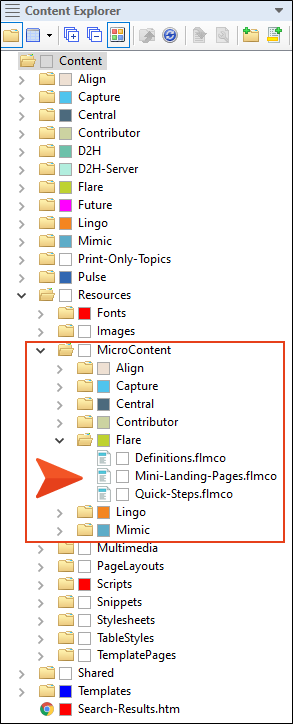 Content Explorer
Content
Align
Capture
Central
Contributor
D2H
D2H-Server
Flare
Future
Lingo
Mimic
Print-Only-Topics
Pulse
Resources
Fonts
Images
MicroContent
Align
Capture
Central
Contributor
Flare
Definitions.flmco
Mini-Landing-Pages.flmco
Quick-Steps.flmco
Lingo
Mimic
Multimedia
PageLayouts
Scripts
Snippets
Stylesheets
TableStyles
TemplatePages
Shared
Templates
Search-Results.htm